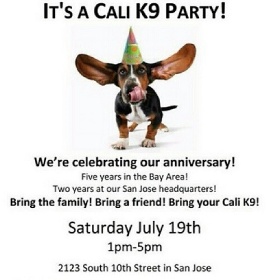 IT'S A CALI K9 PARTY!
We're celebrating our anniversary!
Five years in the Bay Area!
Two years at our San Jose headquarters!
Bring the family! Bring a friend! Bring your Cali K9!
Saturday July 19th
1pm-5pm
2123 South 10th Street in San Jose